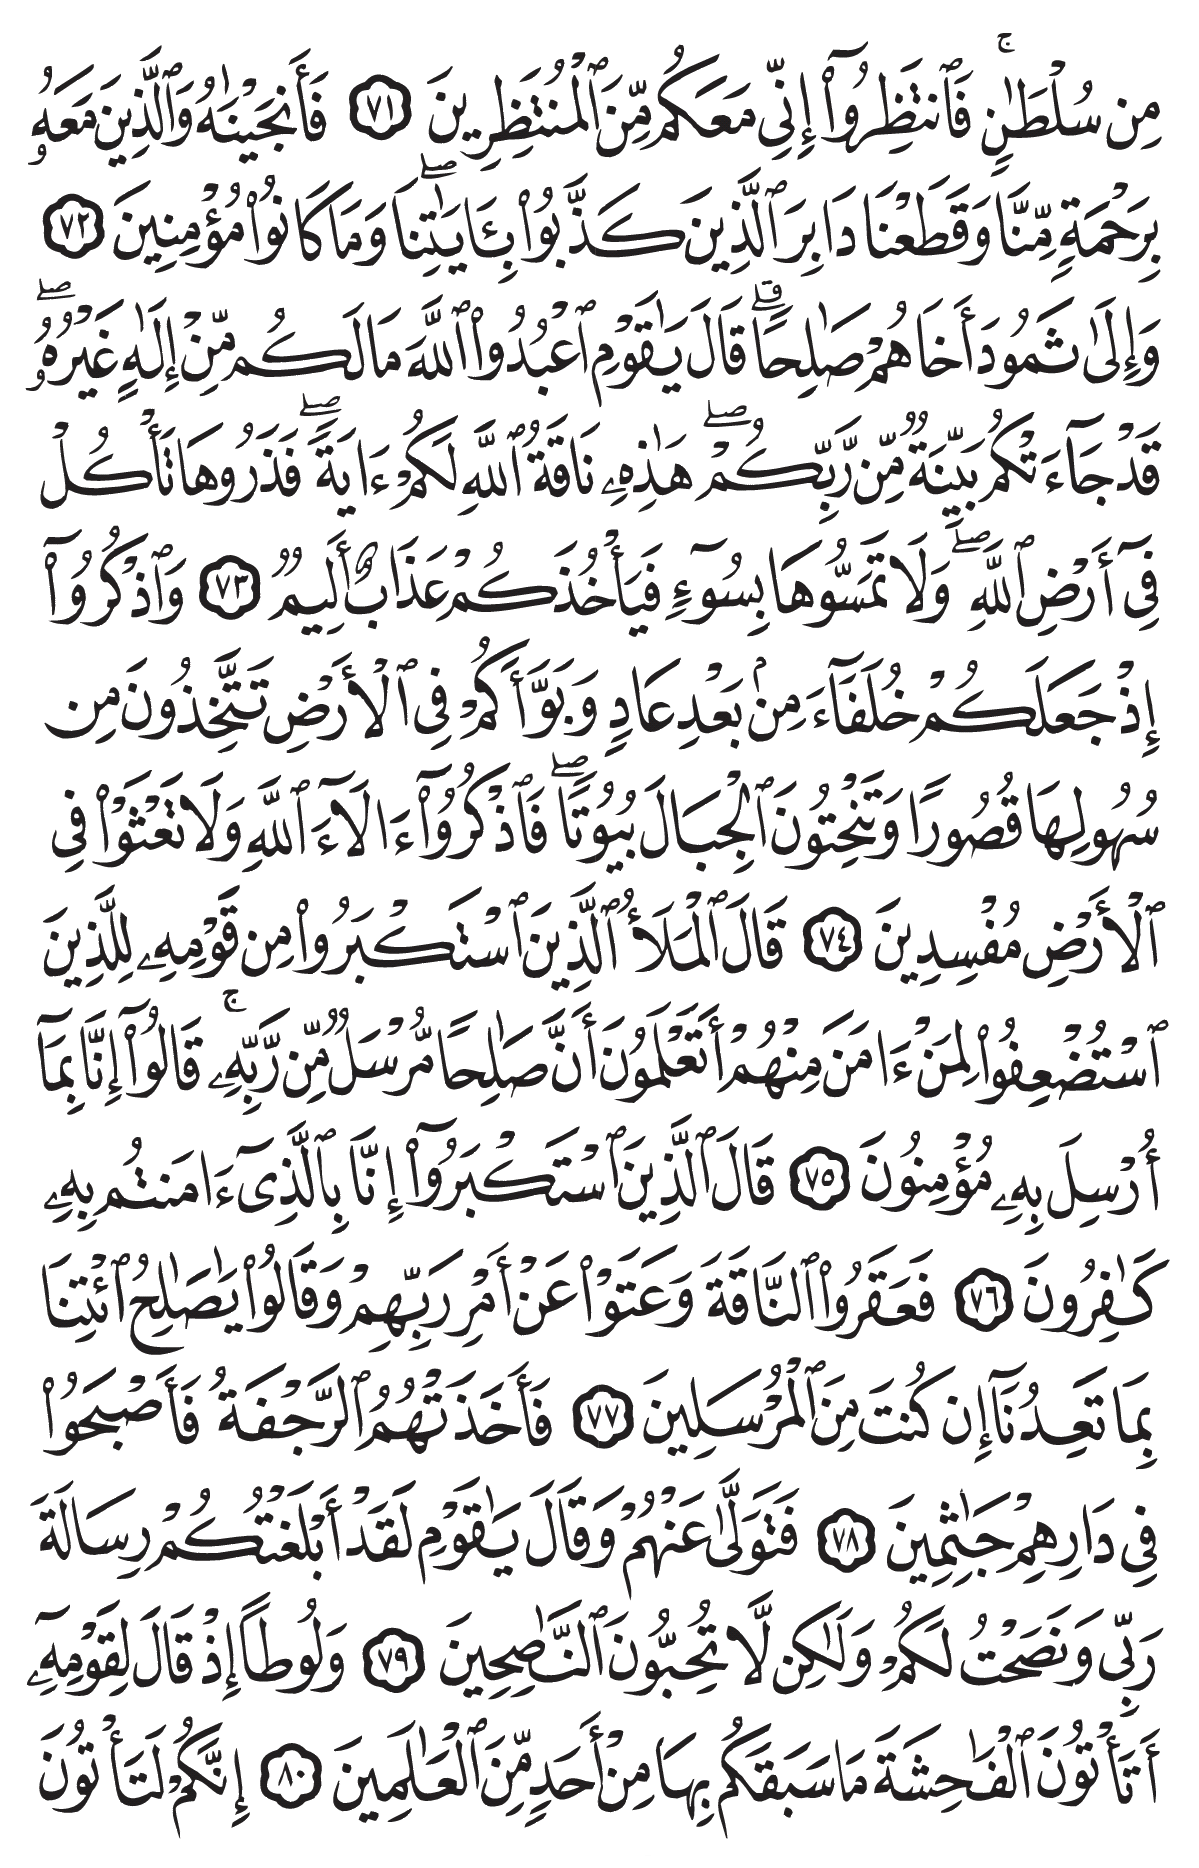 مِن سُلْطَٰنٍۚ فَٱنتَظِرُوٓا۟ إِنِّى مَعَكُم مِّنَ ٱلْمُنتَظِرِينَ ٧١ فَأَنجَيْنَٰهُ وَٱلَّذِينَ مَعَهُۥ
بِرَحْمَةٍ مِّنَّا وَقَطَعْنَا دَابِرَ ٱلَّذِينَ كَذَّبُوا۟ بِـَٔايَٰتِنَاۖ وَمَا كَانُوا۟ مُؤْمِنِينَ ٧٢
وَإِلَىٰ ثَمُودَ أَخَاهُمْ صَٰلِحًاۗ قَالَ يَٰقَوْمِ ٱعْبُدُوا۟ ٱللَّهَ مَا لَكُم مِّنْ إِلَٰهٍ غَيْرُهُۥۖ
قَدْ جَآءَتْكُم بَيِّنَةٌ مِّن رَّبِّكُمْۖ هَٰذِهِۦ نَاقَةُ ٱللَّهِ لَكُمْ ءَايَةًۖ فَذَرُوهَا تَأْكُلْ
فِىٓ أَرْضِ ٱللَّهِۖ وَلَا تَمَسُّوهَا بِسُوٓءٍ فَيَأْخُذَكُمْ عَذَابٌ أَلِيمٌ ٧٣ وَٱذْكُرُوٓا۟
إِذْ جَعَلَكُمْ خُلَفَآءَ مِنۢ بَعْدِ عَادٍ وَبَوَّأَكُمْ فِى ٱلْأَرْضِ تَتَّخِذُونَ مِن
سُهُولِهَا قُصُورًا وَتَنْحِتُونَ ٱلْجِبَالَ بُيُوتًاۖ فَٱذْكُرُوٓا۟ ءَالَآءَ ٱللَّهِ وَلَا تَعْثَوْا۟ فِى
ٱلْأَرْضِ مُفْسِدِينَ ٧٤ قَالَ ٱلْمَلَأُ ٱلَّذِينَ ٱسْتَكْبَرُوا۟ مِن قَوْمِهِۦ لِلَّذِينَ
ٱسْتُضْعِفُوا۟ لِمَنْ ءَامَنَ مِنْهُمْ أَتَعْلَمُونَ أَنَّ صَٰلِحًا مُّرْسَلٌ مِّن رَّبِّهِۦۚ قَالُوٓا۟ إِنَّا بِمَآ
أُرْسِلَ بِهِۦ مُؤْمِنُونَ ٧٥ قَالَ ٱلَّذِينَ ٱسْتَكْبَرُوٓا۟ إِنَّا بِٱلَّذِىٓ ءَامَنتُم بِهِۦ
كَٰفِرُونَ ٧٦ فَعَقَرُوا۟ ٱلنَّاقَةَ وَعَتَوْا۟ عَنْ أَمْرِ رَبِّهِمْ وَقَالُوا۟ يَٰصَٰلِحُ ٱئْتِنَا
بِمَا تَعِدُنَآ إِن كُنتَ مِنَ ٱلْمُرْسَلِينَ ٧٧ فَأَخَذَتْهُمُ ٱلرَّجْفَةُ فَأَصْبَحُوا۟
فِى دَارِهِمْ جَٰثِمِينَ ٧٨ فَتَوَلَّىٰ عَنْهُمْ وَقَالَ يَٰقَوْمِ لَقَدْ أَبْلَغْتُكُمْ رِسَالَةَ
رَبِّى وَنَصَحْتُ لَكُمْ وَلَٰكِن لَّا تُحِبُّونَ ٱلنَّٰصِحِينَ ٧٩ وَلُوطًا إِذْ قَالَ لِقَوْمِهِۦٓ
أَتَأْتُونَ ٱلْفَٰحِشَةَ مَا سَبَقَكُم بِهَا مِنْ أَحَدٍ مِّنَ ٱلْعَٰلَمِينَ ٨٠ إِنَّكُمْ لَتَأْتُونَ